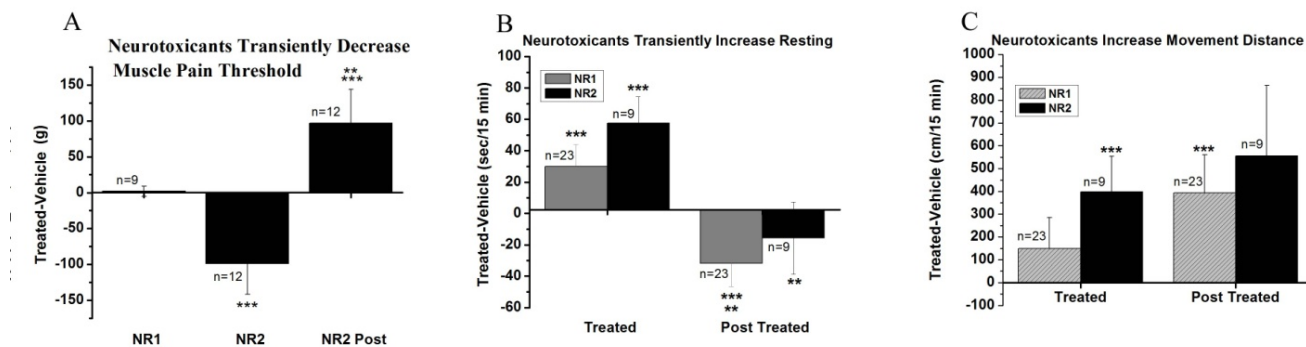 A
Neurotoxicants Transiently Decrease
Muscle Pain Threshold
Treated-Vehicle (g)
100
75
50
25
0
-25
-50
-75
-100
-150
n=9
n=12
***
n=12
**
***
NR1
NR2
NR2 Post
B
Neurotoxicants Transiently Increase Resting
Treated-Vehicle (sec/15 min)
80
60
40
20
0
-20
-40
-60
NR1
NR2
n=23
***
n=9
***
n=23
***
**
n=9
**
Treated
Post Treated
C
Neurotoxicants Increase Movement Distance
Treated-Vehicle (cm/15 min)
1000
900
800
700
600
500
400
300
200
100
0
-100
NR1
NR2
n=23
n=9
***
n=23
***
n=9
Treated
Post Treated